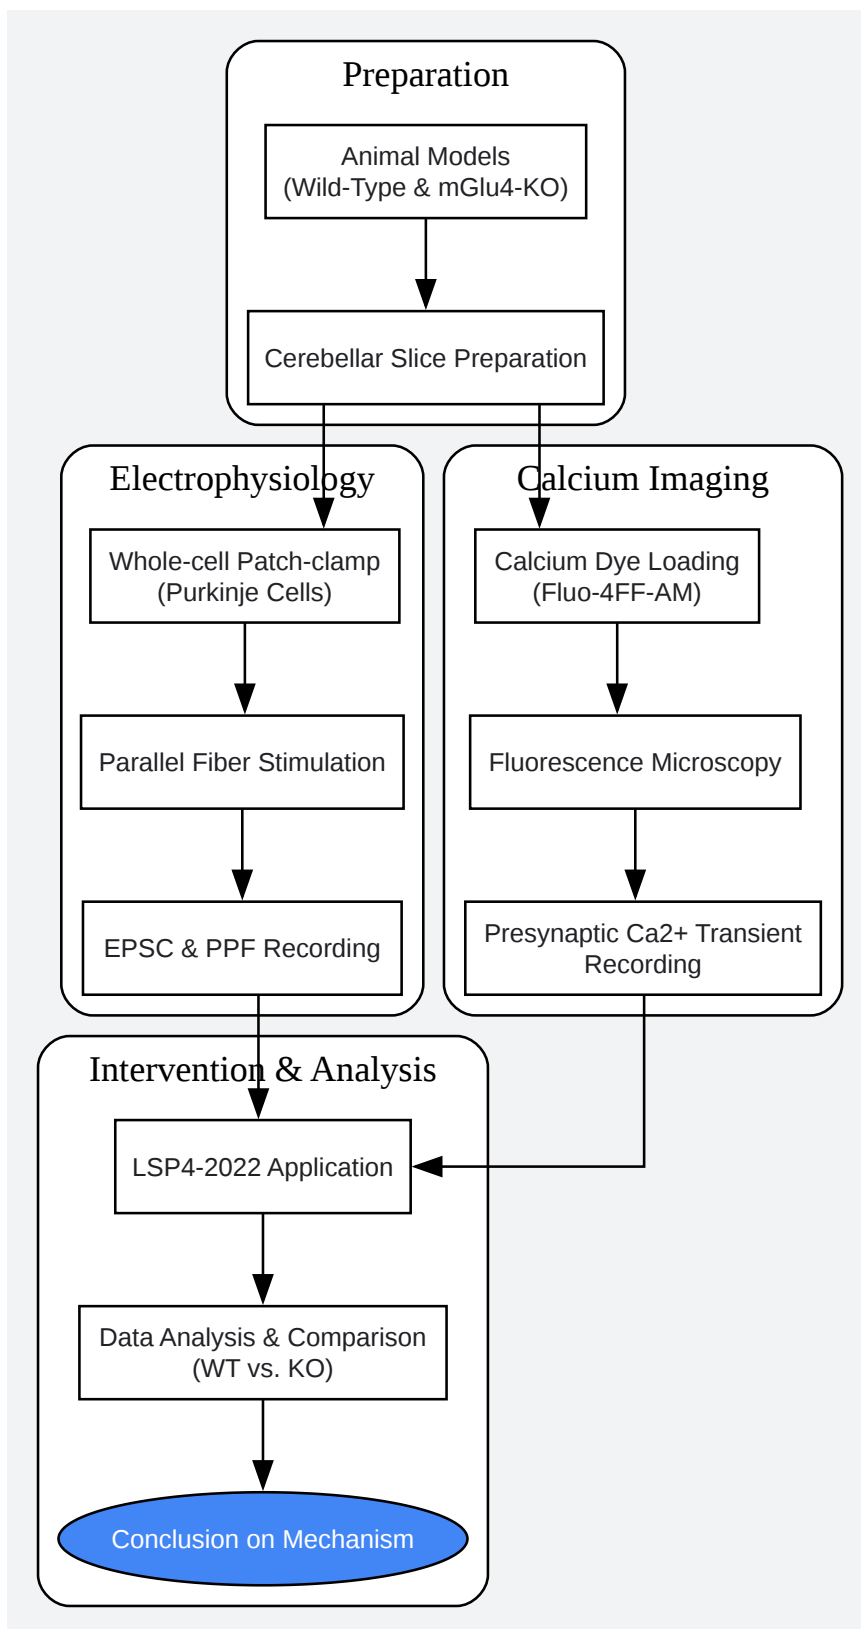 Preparation
Animal Models
(Wild-Type & mGlu4-KO)
Cerebellar Slice Preparation
Electrophysiology
Whole-cell Patch-clamp
(Purkinje Cells)
Parallel Fiber Stimulation
EPSC & PPF Recording
Calcium Imaging
Calcium Dye Loading
(Fluo-4FF-AM)
Fluorescence Microscopy
Presynaptic Ca2+ Transient
Recording
Intervention & Analysis
LSP4-2022 Application
Data Analysis & Comparison
(WT vs. KO)
Conclusion on Mechanism